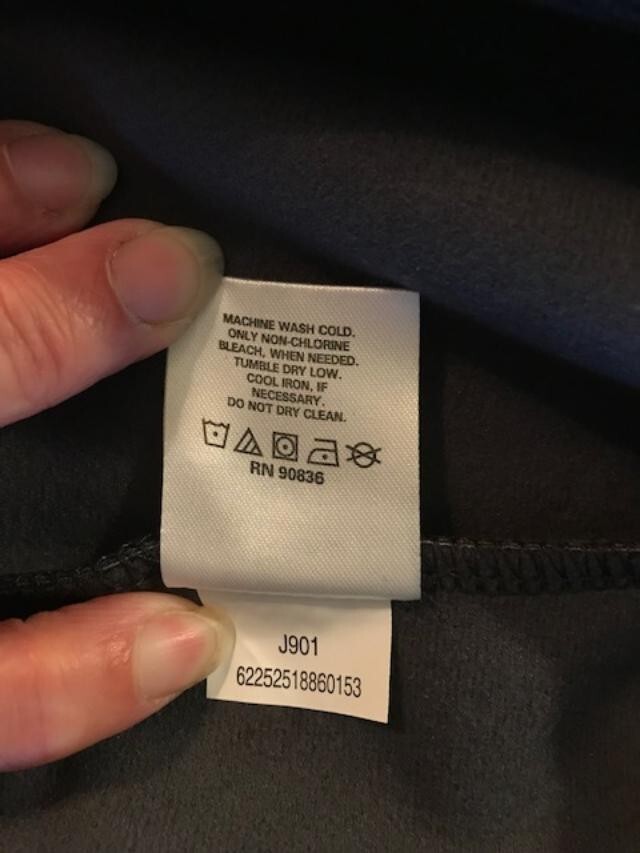 MACHINE WASH COLD.
ONLY NON-CHLORINE
BLEACH, WHEN NEEDED.
TUMBLE DRY LOW.
COOL IRON, IF
NECESSARY.
DO NOT DRY CLEAN.
RN 90836
J901
62252518860153